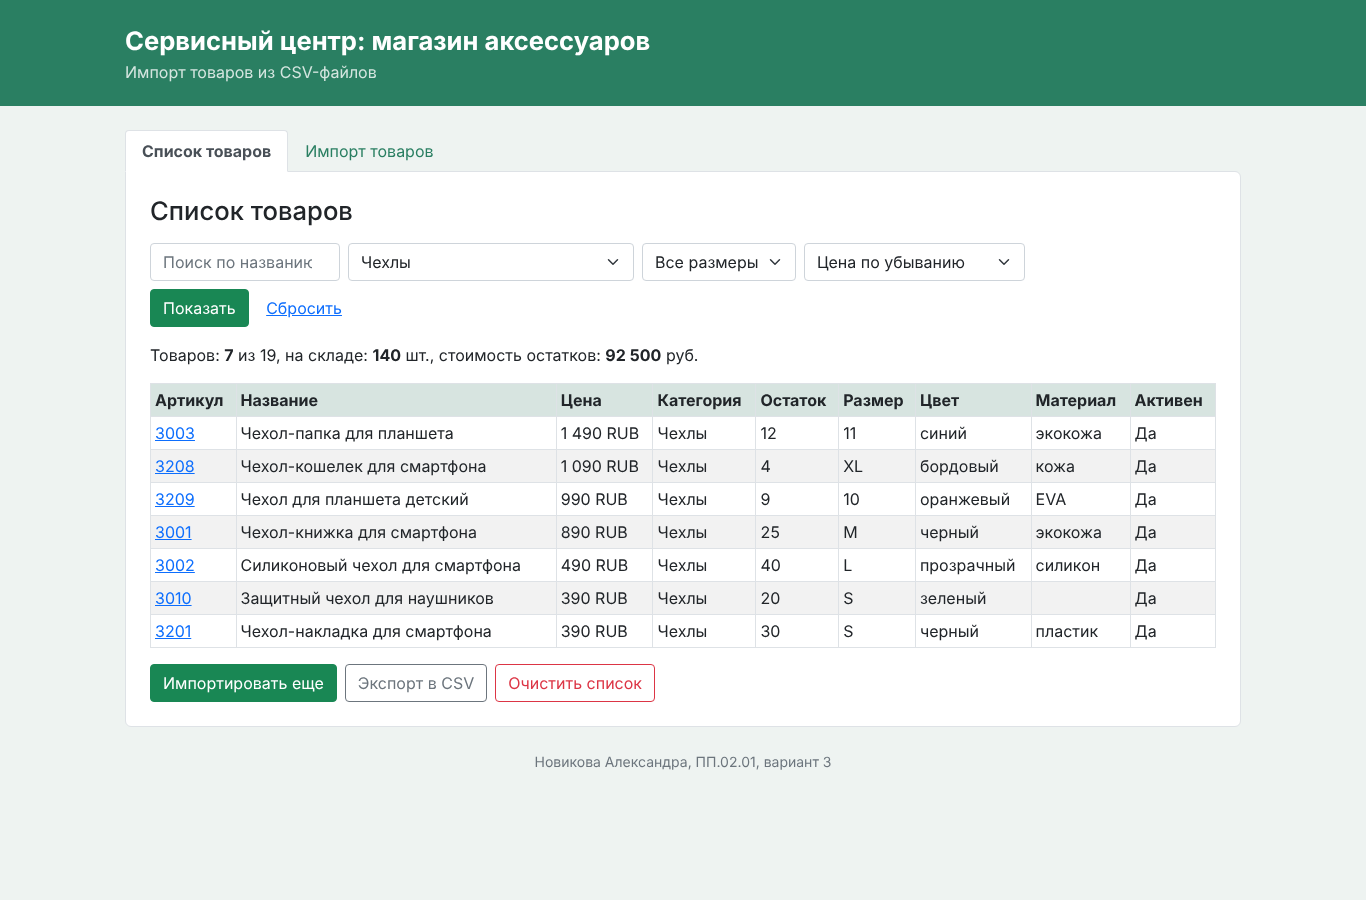 Сервисный центр: магазин аксессуаров
Импорт товаров из CSV-файлов
Список товаров Импорт товаров
Список товаров
Поиск по названик Чехлы Все размеры Цена по убыванию
Показать Сбросить
Товаров: 7 из 19, на складе: 140 шт., стоимость остатков: 92 500 руб.
Артикул Название Цена Категория Остаток Размер Цвет Материал Активен
3003 Чехол-папка для планшета 1 490 RUB Чехлы 12 11 синий экокожа Да
3208 Чехол-кошелек для смартфона 1 090 RUB Чехлы 4 XL бордовый кожа Да
3209 Чехол для планшета детский 990 RUB Чехлы 9 10 оранжевый EVA Да
3001 Чехол-книжка для смартфона 890 RUB Чехлы 25 M черный экокожа Да
3002 Силиконовый чехол для смартфона 490 RUB Чехлы 40 L прозрачный силикон Да
3010 Защитный чехол для наушников 390 RUB Чехлы 20 S зеленый Да
3201 Чехол-накладка для смартфона 390 RUB Чехлы 30 S черный пластик Да
Импортировать еще Экспорт в CSV Очистить список
Новикова Александра, ПП.02.01, вариант 3